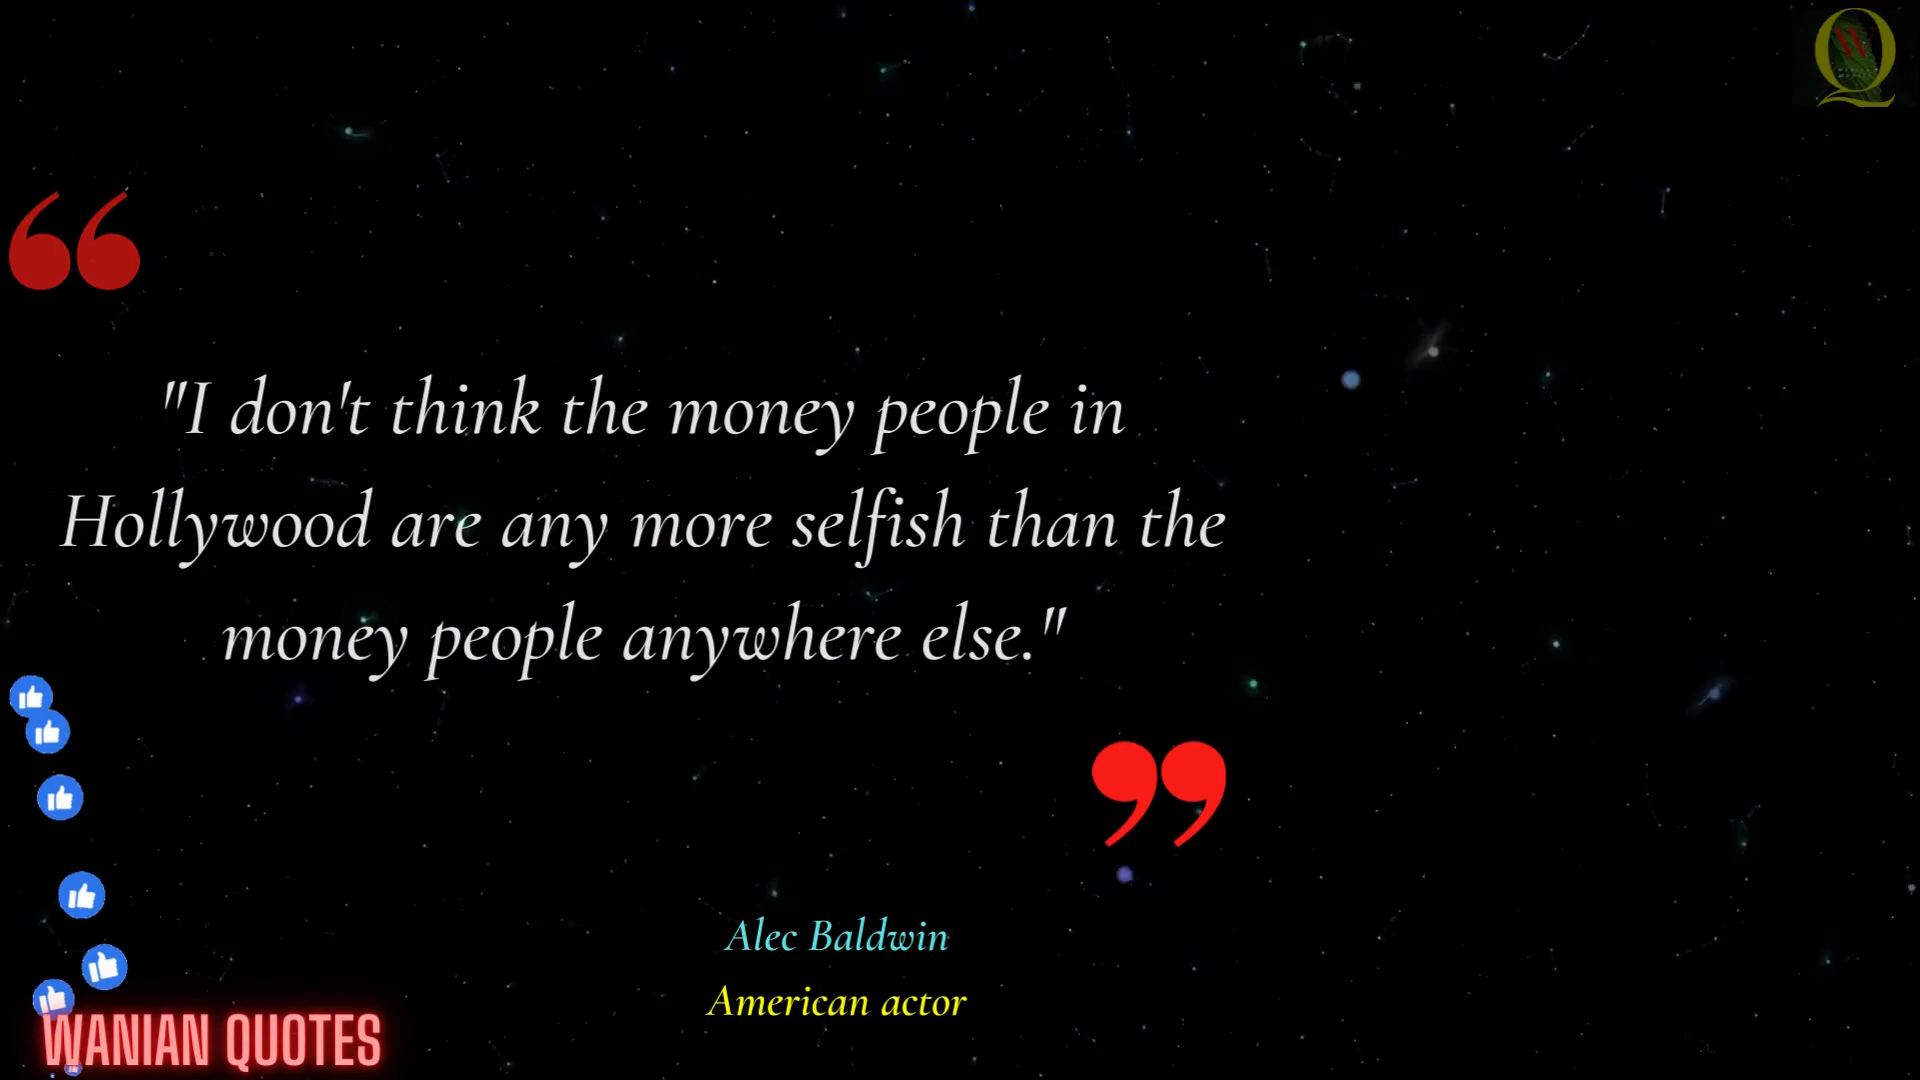 "I don't think the money people in
Hollywood are any more selfish than the
money people anywhere else."
Alec Baldwin
American actor
WANIAN QUOTES
Q
W